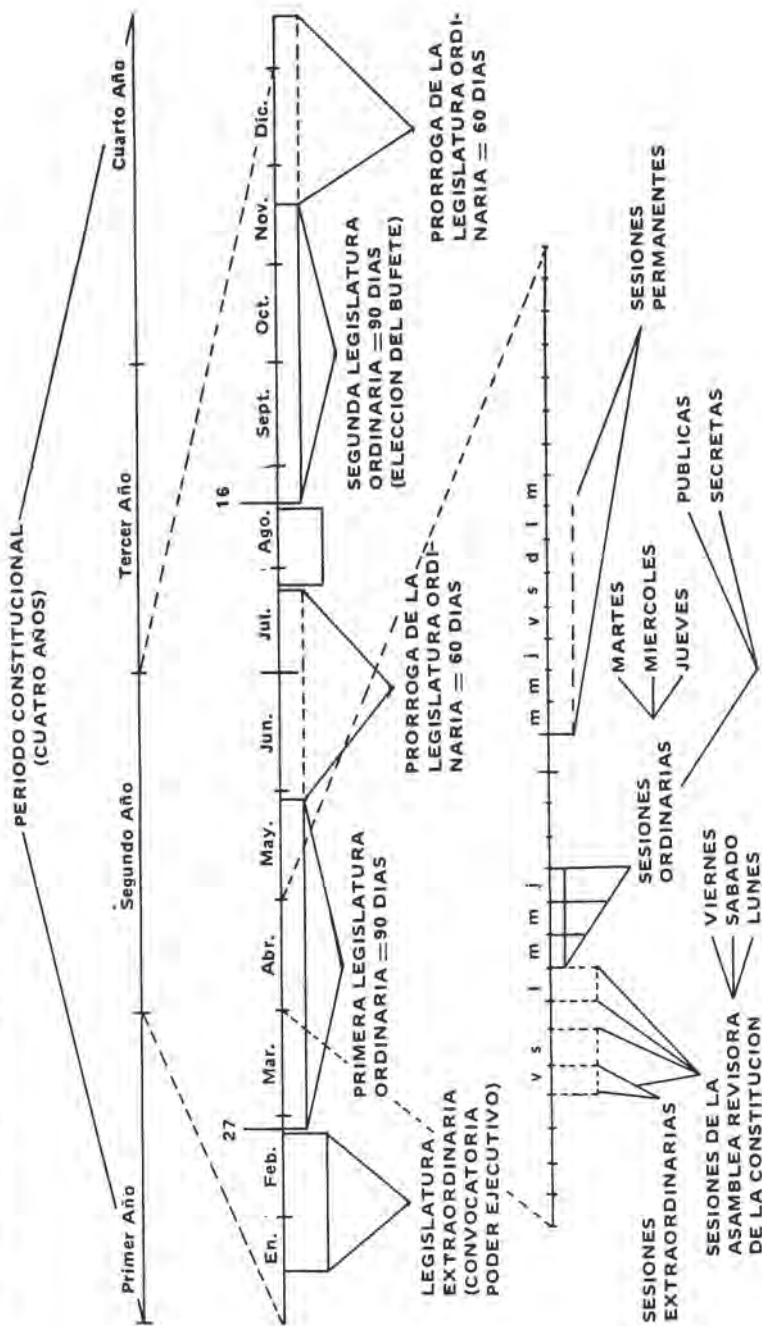 PERIODO CONSTITUCIONAL
(CUATRO AÑOS)
Primer Año
Segundo Año
Tercer Año
Cuarto Año
27
16
En.
Feb.
Mar.
Abr.
May.
Jun.
Jul.
Ago.
Sept.
Oct.
Nov.
Dic.
LEGISLATURA
EXTRAORDINARIA
(CONVOCATORIA
PODER EJECUTIVO)
PRIMERA LEGISLATURA
ORDINARIA = 90 DIAS
PRORROGA DE LA
LEGISLATURA ORDI-
NARIA = 60 DIAS
SEGUNDA LEGISLATURA
ORDINARIA = 90 DIAS
(ELECCION DEL BUFETE)
PRORROGA DE LA
LEGISLATURA ORDI-
NARIA = 60 DIAS
v s l m m j
m m j v s d l m
SESIONES
EXTRAORDINARIAS
SESIONES DE LA
ASAMBLEA REVISORA
DE LA CONSTITUCION
VIERNES
SABADO
LUNES
SESIONES
ORDINARIAS
MARTES
MIERCOLES
JUEVES
PUBLICAS
SECRETAS
SESIONES
PERMANENTES